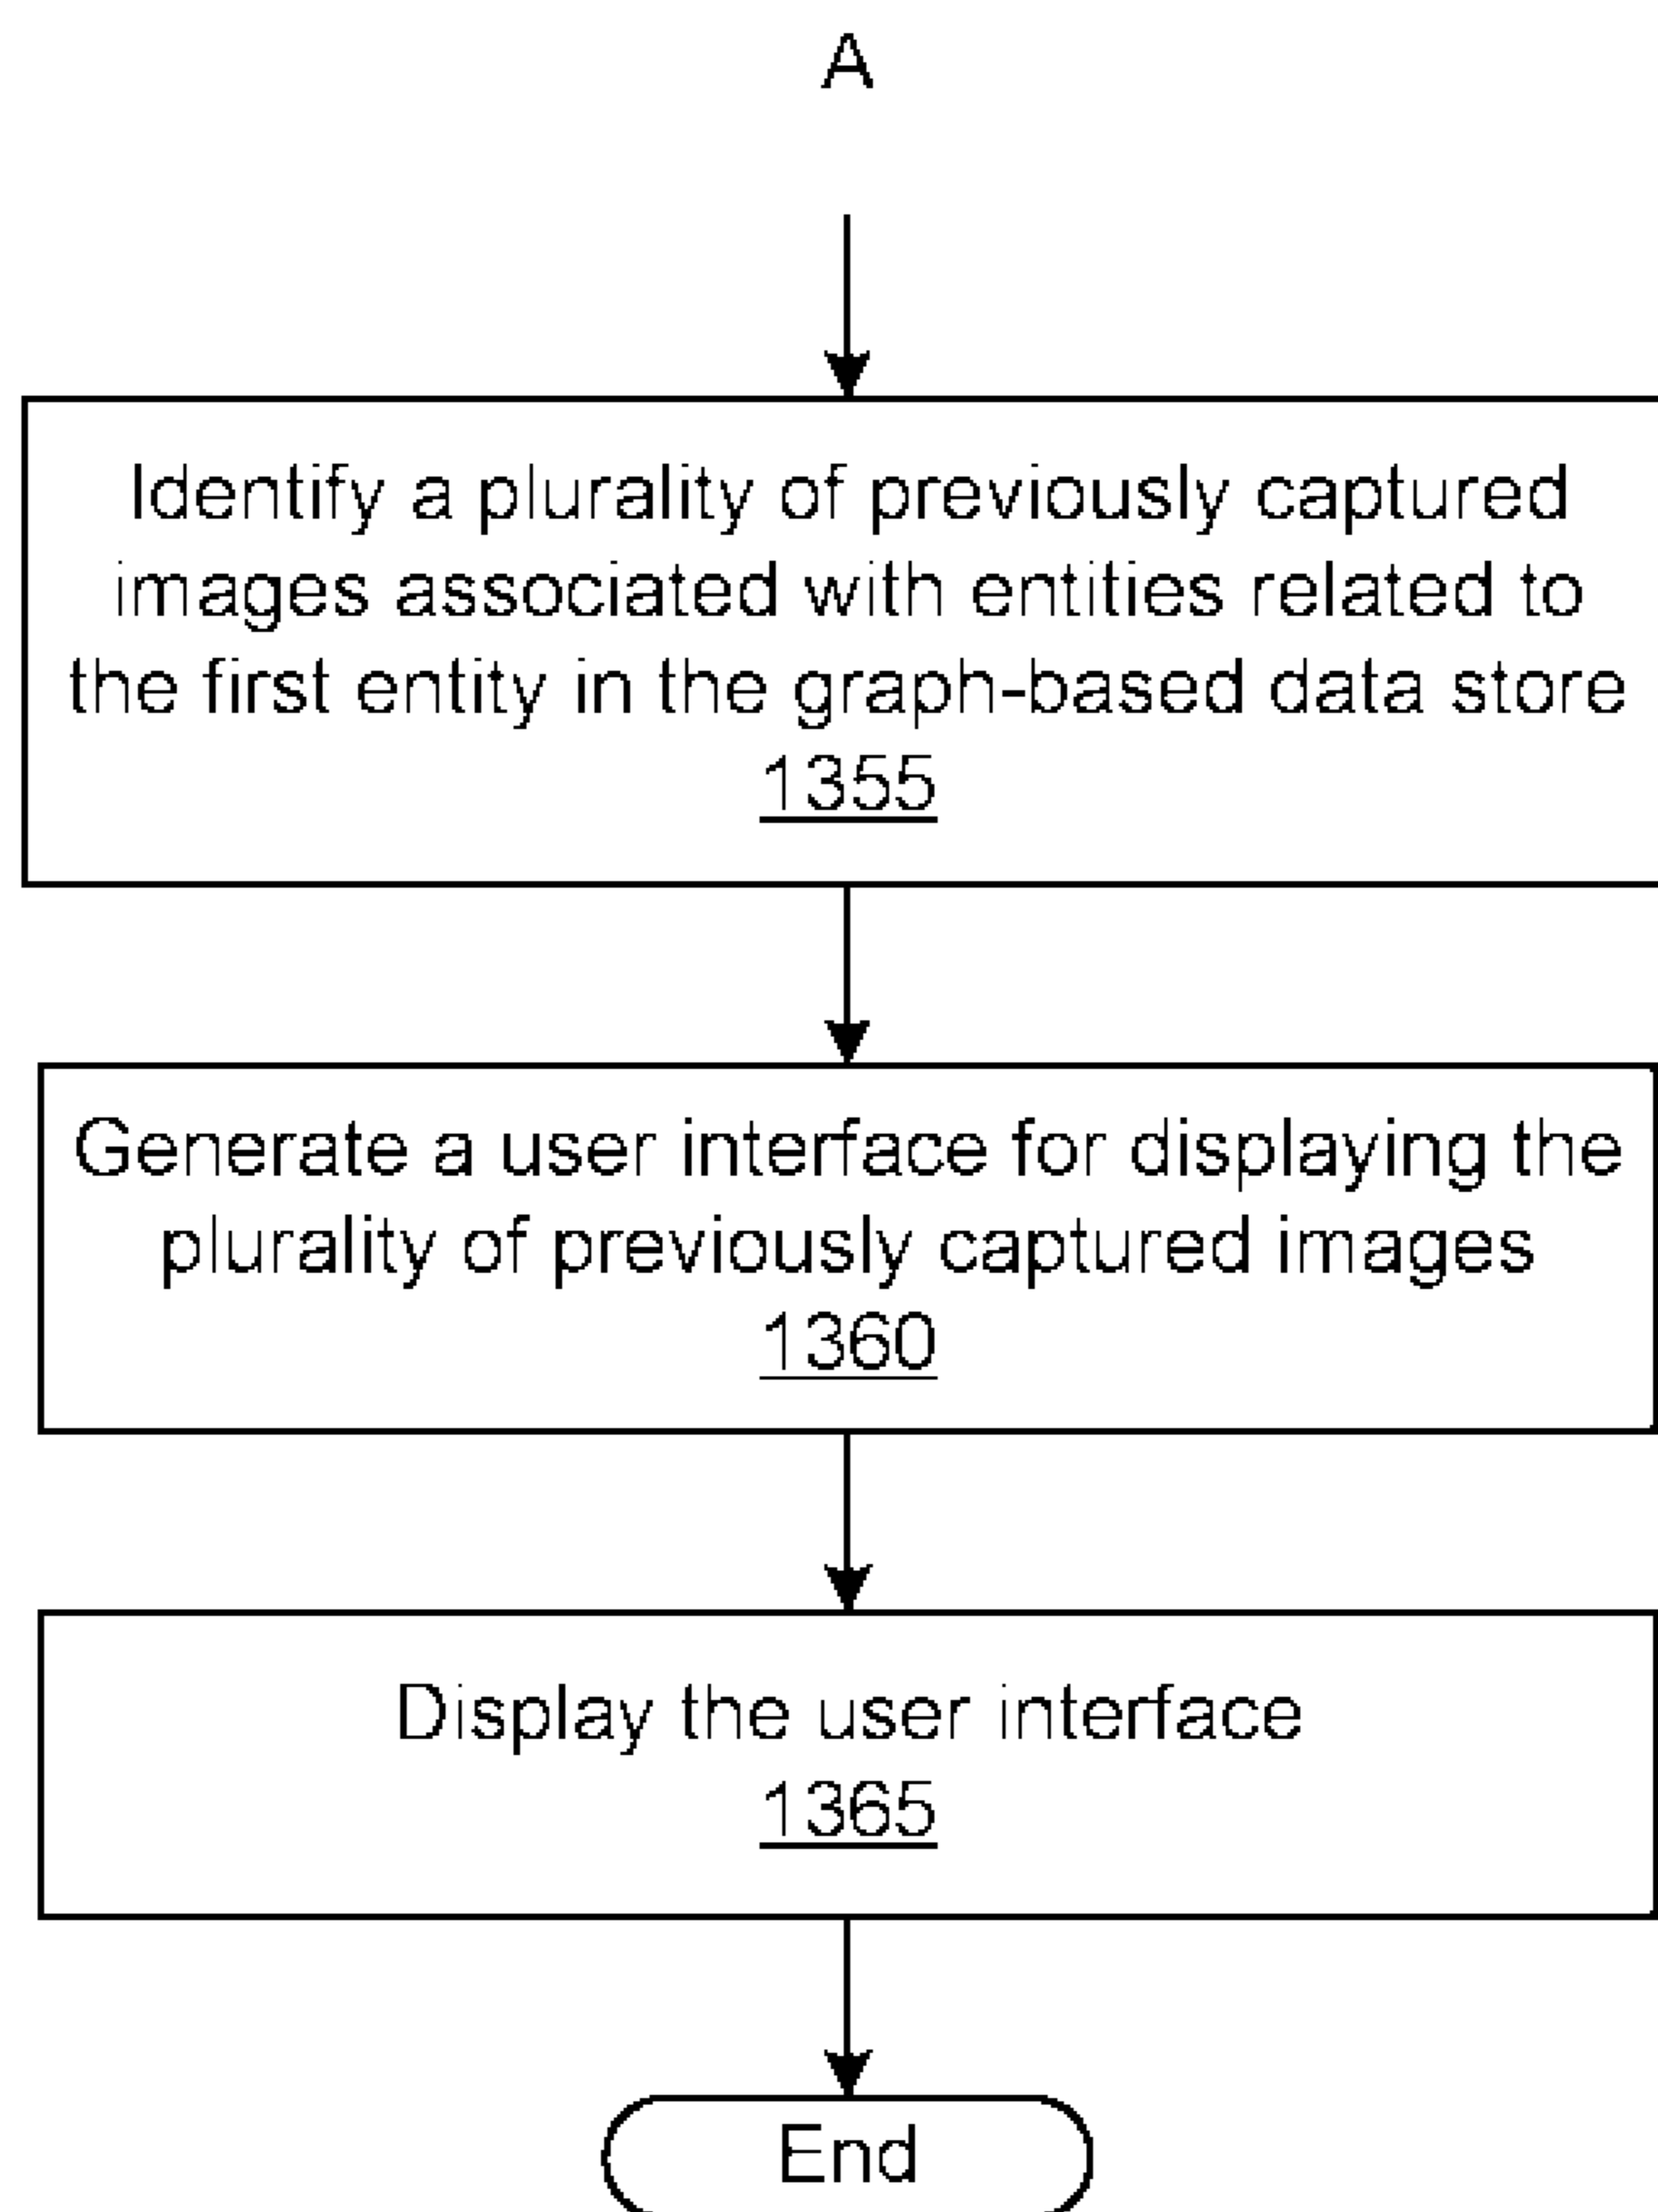 A
Identify a plurality of previously captured
images associated with entities related to
the first entity in the graph-based data store
1355
Generate a user interface for displaying the
plurality of previously captured images
1360
Display the user interface
1365
End